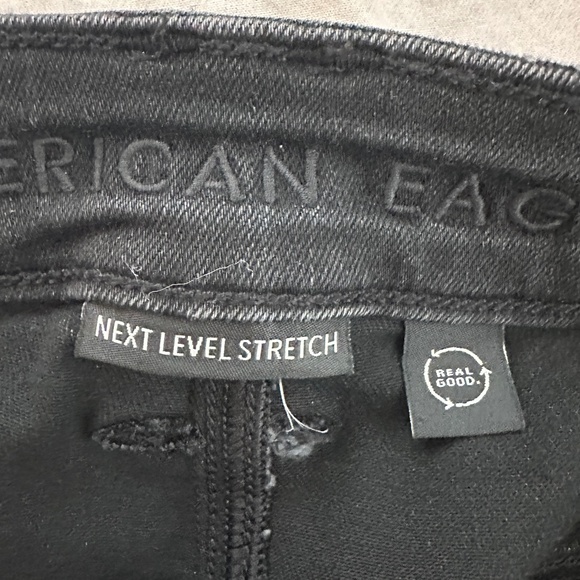 ERICAN EAG
NEXT LEVEL STRETCH
REAL
GOOD.